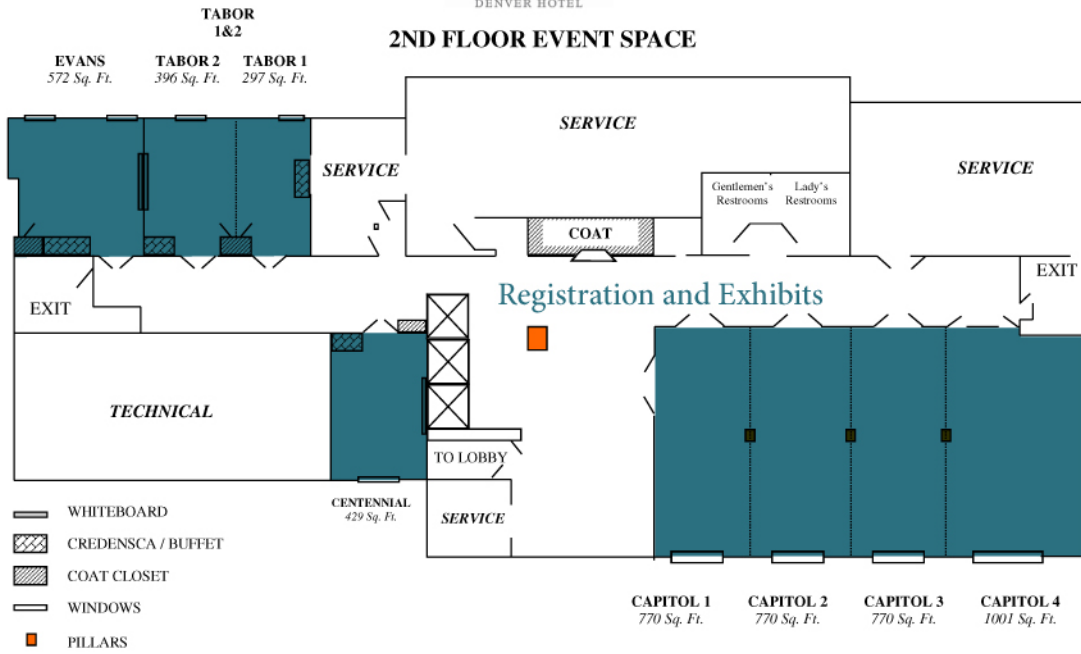 DENVER HOTEL
2ND FLOOR EVENT SPACE
TABOR
1&2
EVANS
572 Sq. Ft.
TABOR 2
396 Sq. Ft.
TABOR 1
297 Sq. Ft.
SERVICE
SERVICE
SERVICE
Gentlemen's
Restrooms
Lady's
Restrooms
COAT
EXIT
Registration and Exhibits
EXIT
TECHNICAL
TO LOBBY
SERVICE
CENTENNIAL
429 Sq. Ft.
WHITEBOARD
CREDENSCA / BUFFET
COAT CLOSET
WINDOWS
PILLARS
CAPITOL 1
770 Sq. Ft.
CAPITOL 2
770 Sq. Ft.
CAPITOL 3
770 Sq. Ft.
CAPITOL 4
1001 Sq. Ft.